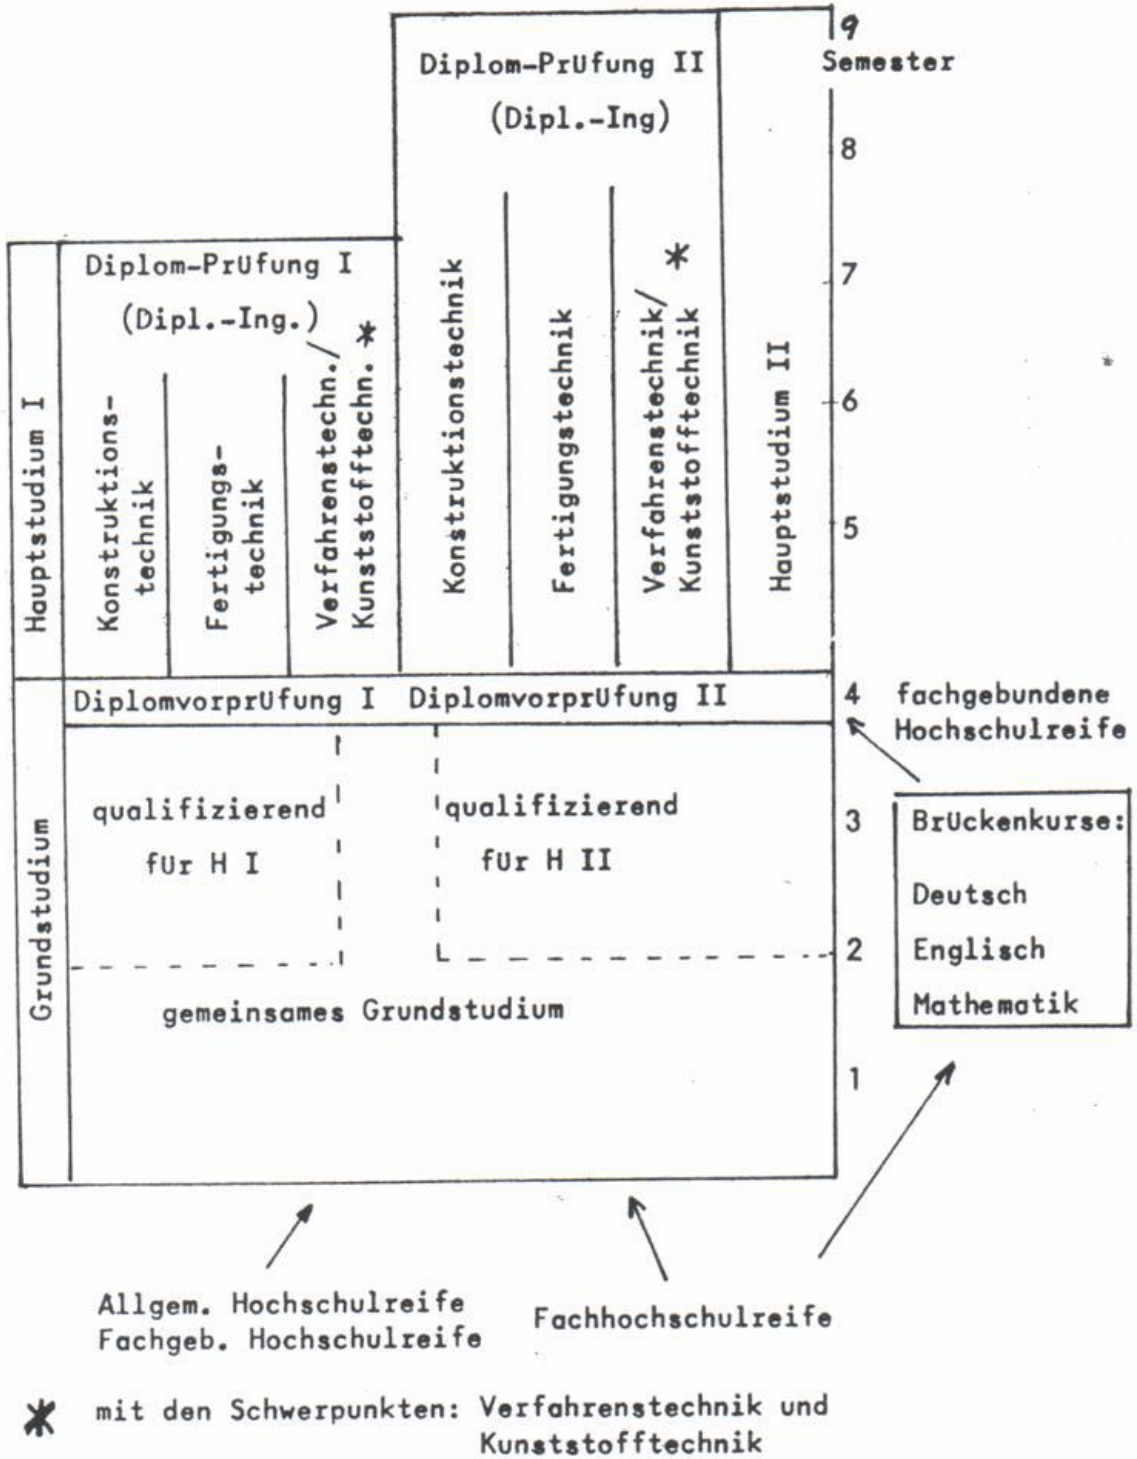 9
Semester
Diplom-Prüfung II
(Dipl.-Ing)
8
Diplom-Prüfung I
(Dipl.-Ing.)
7
6
5
Hauptstudium I
Konstruktions-
technik
Fertigungs-
technik
Verfahrenstechn./
Kunststofftechn. *
Konstruktionstechnik
Fertigungstechnik
Verfahrenstechnik/
Kunststofftechnik *
Hauptstudium II
Diplomvorprüfung I
Diplomvorprüfung II
4
fachgebundene
Hochschulreife
Grundstudium
qualifizierend
für H I
qualifizierend
für H II
3
Brückenkurse:
Deutsch
Englisch
Mathematik
2
gemeinsames Grundstudium
1
Allgem. Hochschulreife
Fachgeb. Hochschulreife
Fachhochschulreife
* mit den Schwerpunkten: Verfahrenstechnik und
Kunststofftechnik